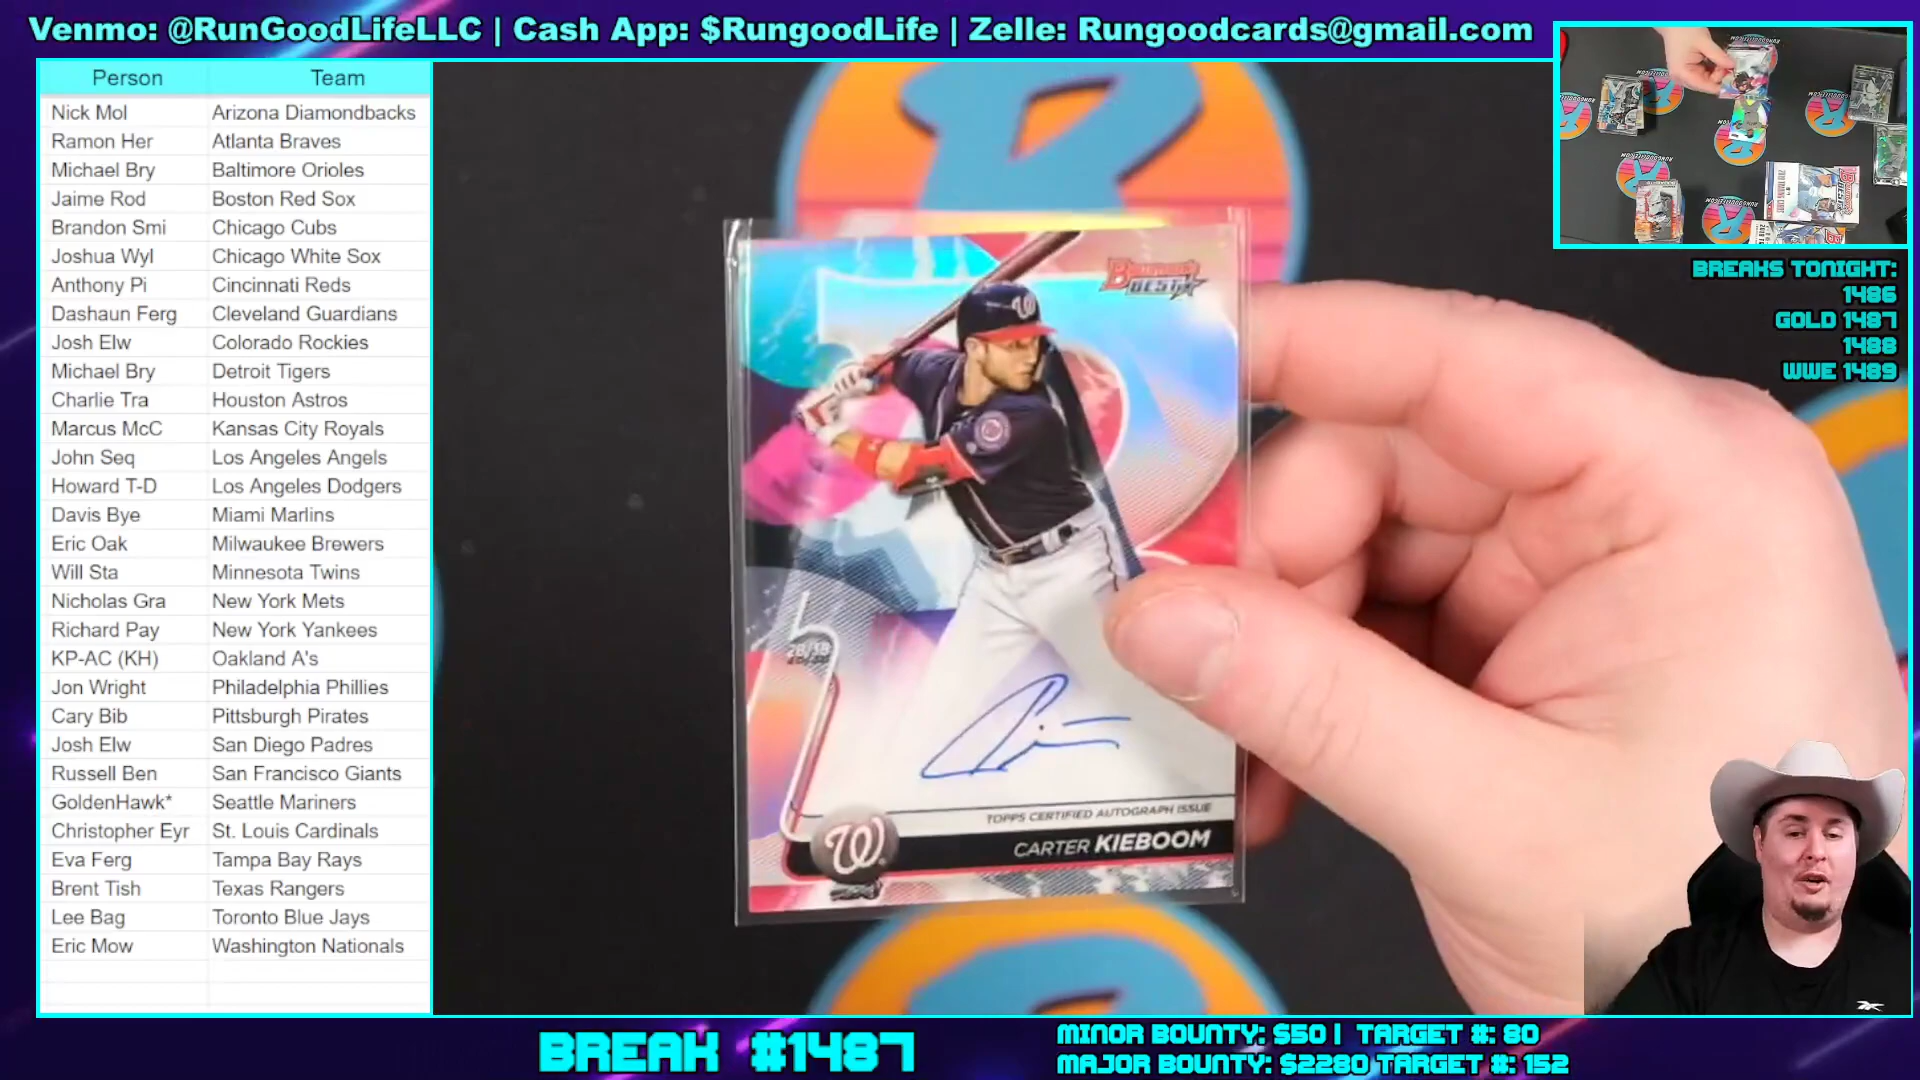 Venmo: @RunGoodLifeLLC | Cash App: $RungoodLife | Zelle: Rungoodcards@gmail.com
Person Team
Nick Mol Arizona Diamondbacks
Ramon Her Atlanta Braves
Michael Bry Baltimore Orioles
Jaime Rod Boston Red Sox
Brandon Smi Chicago Cubs
Joshua Wyl Chicago White Sox
Anthony Pi Cincinnati Reds
Dashaun Ferg Cleveland Guardians
Josh Elw Colorado Rockies
Michael Bry Detroit Tigers
Charlie Tra Houston Astros
Marcus McC Kansas City Royals
John Seq Los Angeles Angels
Howard T-D Los Angeles Dodgers
Davis Bye Miami Marlins
Eric Oak Milwaukee Brewers
Will Sta Minnesota Twins
Nicholas Gra New York Mets
Richard Pay New York Yankees
KP-AC (KH) Oakland A's
Jon Wright Philadelphia Phillies
Cary Bib Pittsburgh Pirates
Josh Elw San Diego Padres
Russell Ben San Francisco Giants
GoldenHawk* Seattle Mariners
Christopher Eyr St. Louis Cardinals
Eva Ferg Tampa Bay Rays
Brent Tish Texas Rangers
Lee Bag Toronto Blue Jays
Eric Mow Washington Nationals
BOWMAN'S
BEST
W
TOPPS CERTIFIED AUTOGRAPH ISSUE
CARTER KIEBOOM
W
BREAKS TONIGHT:
1486
GOLD 1487
1488
WWE 1489
BREAK #1487
MINOR BOUNTY: $50 | TARGET #: 80
MAJOR BOUNTY: $2280 TARGET #: 152